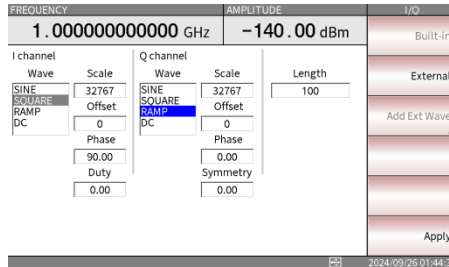 FREQUENCY AMPLITUDE I/O
1.000000000000 GHz -140.00 dBm
Built-in
I channel Q channel
Wave Scale Wave Scale Length
External
SINE 32767 SINE 32767 100
SQUARE SQUARE
RAMP Offset RAMP Offset
DC 0 DC 0
Add Ext Wave
Phase Phase
90.00 0.00
Duty Symmetry
0.00 0.00
Apply
2024/09/26 01:44: